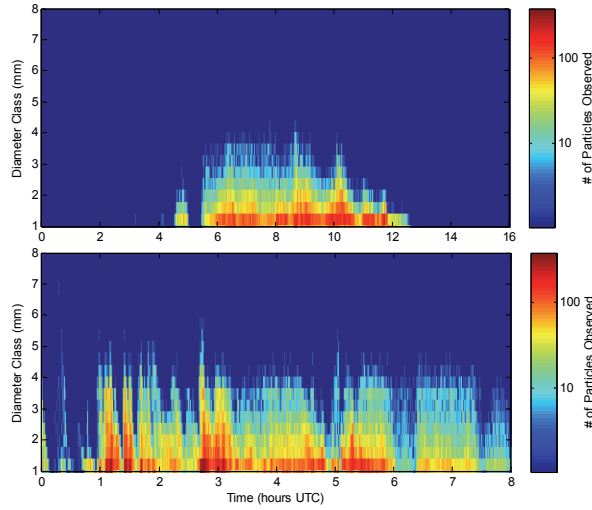 8
7
6
5
4
3
2
1
Diameter Class (mm)
0 2 4 6 8 10 12 14 16
100
10
# of Particles Observed
8
7
6
5
4
3
2
1
Diameter Class (mm)
0 1 2 3 4 5 6 7 8
Time (hours UTC)
100
10
# of Particles Observed